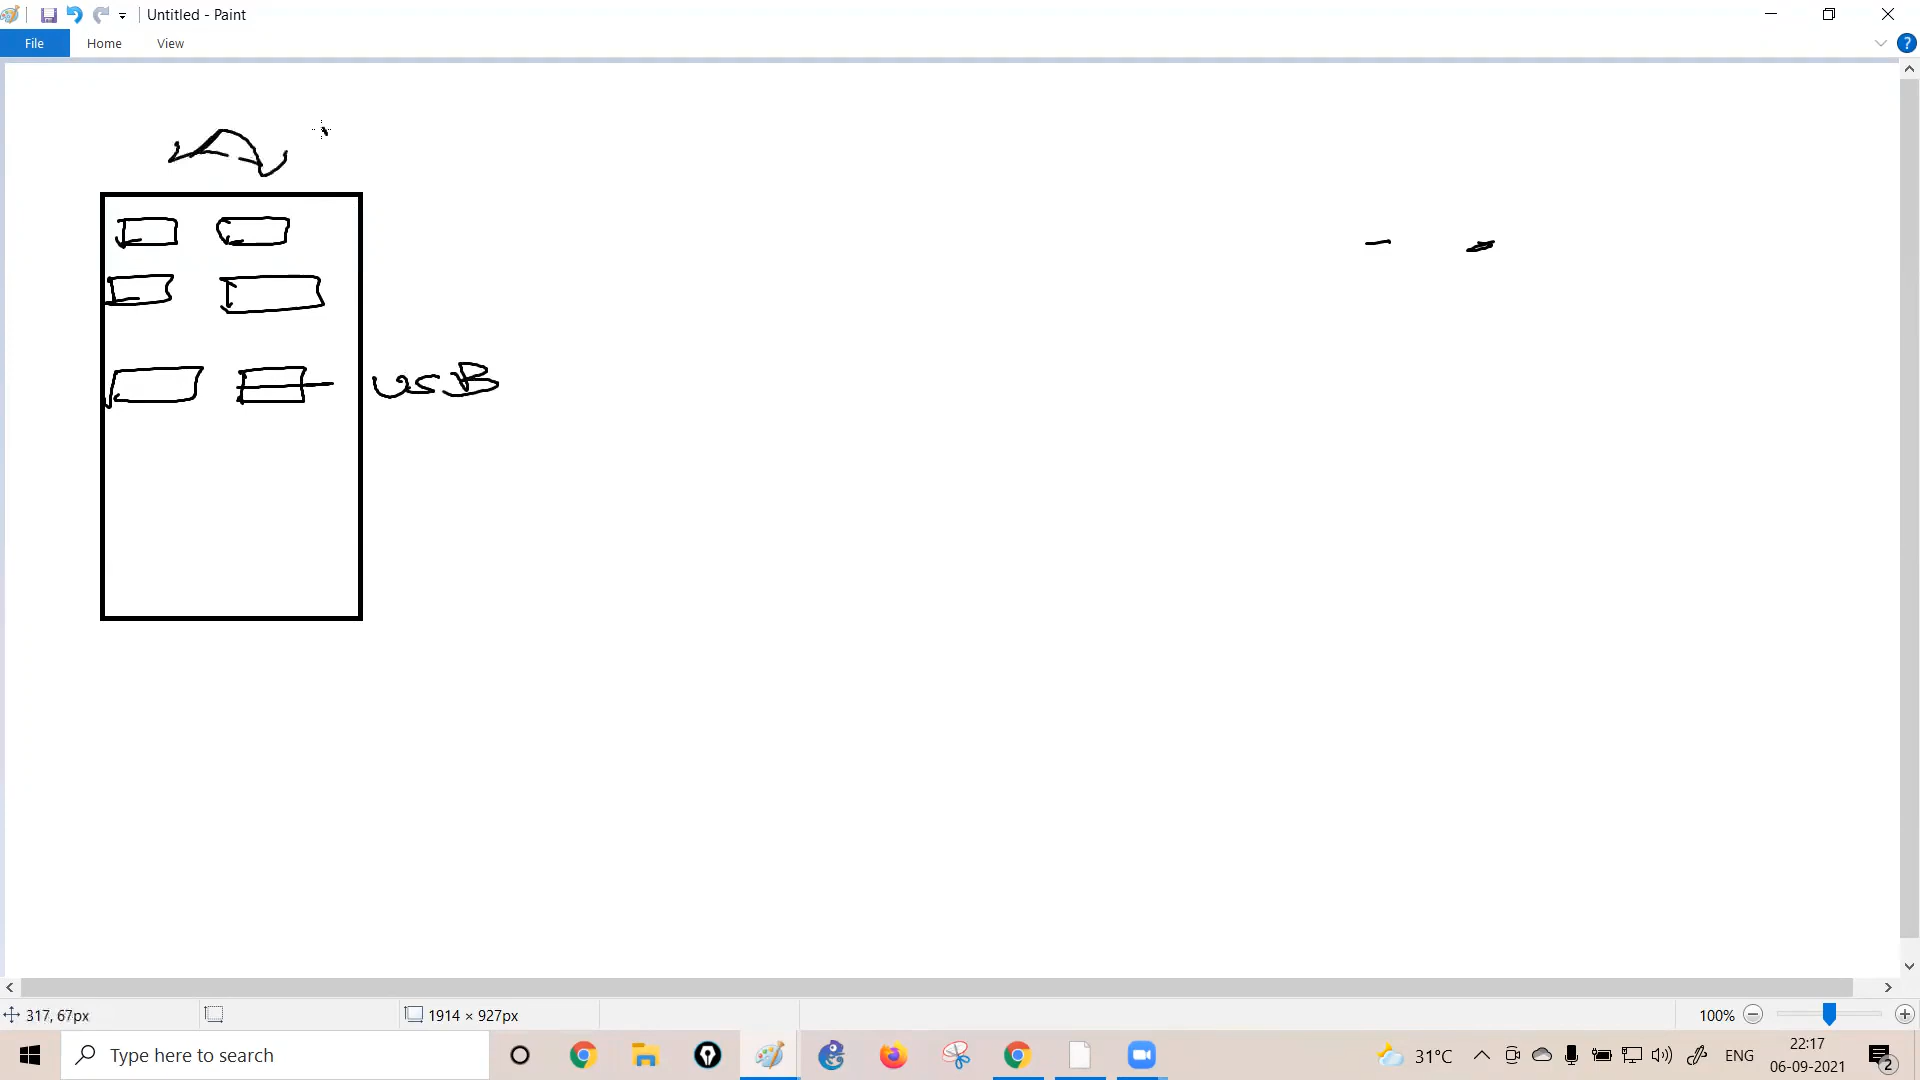 Untitled - Paint
File Home View ?
USB
317, 67px
1914 × 927px
100%
Type here to search
31°C
ENG
22:17
06-09-2021
2